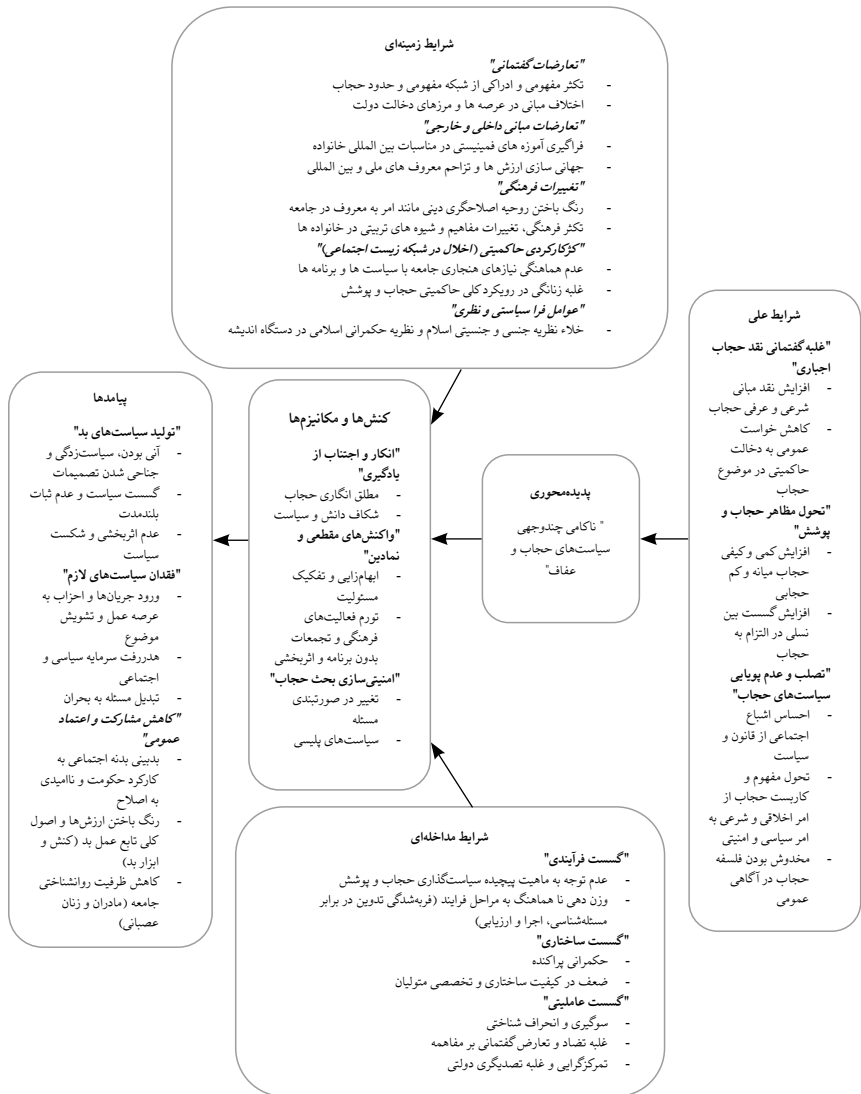 شرایط زمینه‌ای
"تعارضات گفتمانی"
- تکثر مفهومی و ادراکی از شبکه مفهومی و حدود حجاب
- اختلاف مبانی در عرصه ها و مرزهای دخالت دولت
"تعارضات مبانی داخلی و خارجی"
- فراگیری آموزه های فمینیستی در مناسبات بین المللی خانواده
- جهانی سازی ارزش ها و تزاحم معروف های ملی و بین المللی
"تغییرات فرهنگی"
- رنگ باختن روحیه اصلاحگری دینی مانند امر به معروف در جامعه
- تکثر فرهنگی، تغییرات مفاهیم و شیوه های تربیتی در خانواده ها
"کژکارکردی حاکمیتی (اخلال در شبکه زیست اجتماعی)"
- عدم هماهنگی نیازهای هنجاری جامعه با سیاست ها و برنامه ها
- غلبه زنانگی در رویکرد کلی حاکمیتی حجاب و پوشش
"عوامل فرا سیاستی و نظری"
- خلاء نظریه جنسی و جنسیتی اسلام و نظریه حکمرانی اسلامی در دستگاه اندیشه
شرایط علی
"غلبه گفتمانی نقد حجاب
اجباری"
- افزایش نقد مبانی
شرعی و عرفی حجاب
- کاهش خواست
عمومی به دخالت
حاکمیتی در موضوع
حجاب
"تحول مظاهر حجاب و
پوشش"
- افزایش کمی و کیفی
حجاب میانه و کم
حجابی
- افزایش گسست بین
نسلی در التزام به
حجاب
"تصلب و عدم پویایی
سیاست‌های حجاب"
- احساس اشباع
اجتماعی از قانون و
سیاست
- تحول مفهوم و
کاربست حجاب از
امر اخلاقی و شرعی به
امر سیاسی و امنیتی
- مخدوش بودن فلسفه
حجاب در آگاهی
عمومی
پدیده‌محوری
" ناکامی چندوجهی
سیاست‌های حجاب و
عفاف"
کنش‌ها و مکانیزم‌ها
"انکار و اجتناب از
یادگیری"
- مطلق انگاری حجاب
- شکاف دانش و سیاست
"واکنش‌های مقطعی و
نمادین"
- ابهام‌زایی و تفکیک
مسئولیت
- تورم فعالیت‌های
فرهنگی و تجمعات
بدون برنامه و اثربخشی
"امنیتی‌سازی بحث حجاب"
- تغییر در صورتبندی
مسئله
- سیاست‌های پلیسی
پیامدها
"تولید سیاست‌های بد"
- آنی بودن، سیاست‌زدگی و
جناحی شدن تصمیمات
- گسست سیاست و عدم ثبات
بلندمدت
- عدم اثربخشی و شکست
سیاست
"فقدان سیاست‌های لازم"
- ورود جریان‌ها و احزاب به
عرصه عمل و تشویش
موضوع
- هدررفت سرمایه سیاسی و
اجتماعی
- تبدیل مسئله به بحران
"کاهش مشارکت و اعتماد
عمومی"
- بدبینی بدنه اجتماعی به
کارکرد حکومت و ناامیدی
به اصلاح
- رنگ باختن ارزش‌ها و اصول
کلی تابع عمل بد (کنش و
ابزار بد)
- کاهش ظرفیت روانشناختی
جامعه (مادران و زنان
عصبانی)
شرایط مداخله‌ای
"گسست فرآیندی"
- عدم توجه به ماهیت پیچیده سیاست‌گذاری حجاب و پوشش
- وزن دهی نا هماهنگ به مراحل فرایند (فربه‌شدگی تدوین در برابر
مسئله‌شناسی، اجرا و ارزیابی)
"گسست ساختاری"
- حکمرانی پراکنده
- ضعف در کیفیت ساختاری و تخصصی متولیان
"گسست عاملیتی"
- سوگیری و انحراف شناختی
- غلبه تضاد و تعارض گفتمانی بر مفاهمه
- تمرکزگرایی و غلبه تصدیگری دولتی